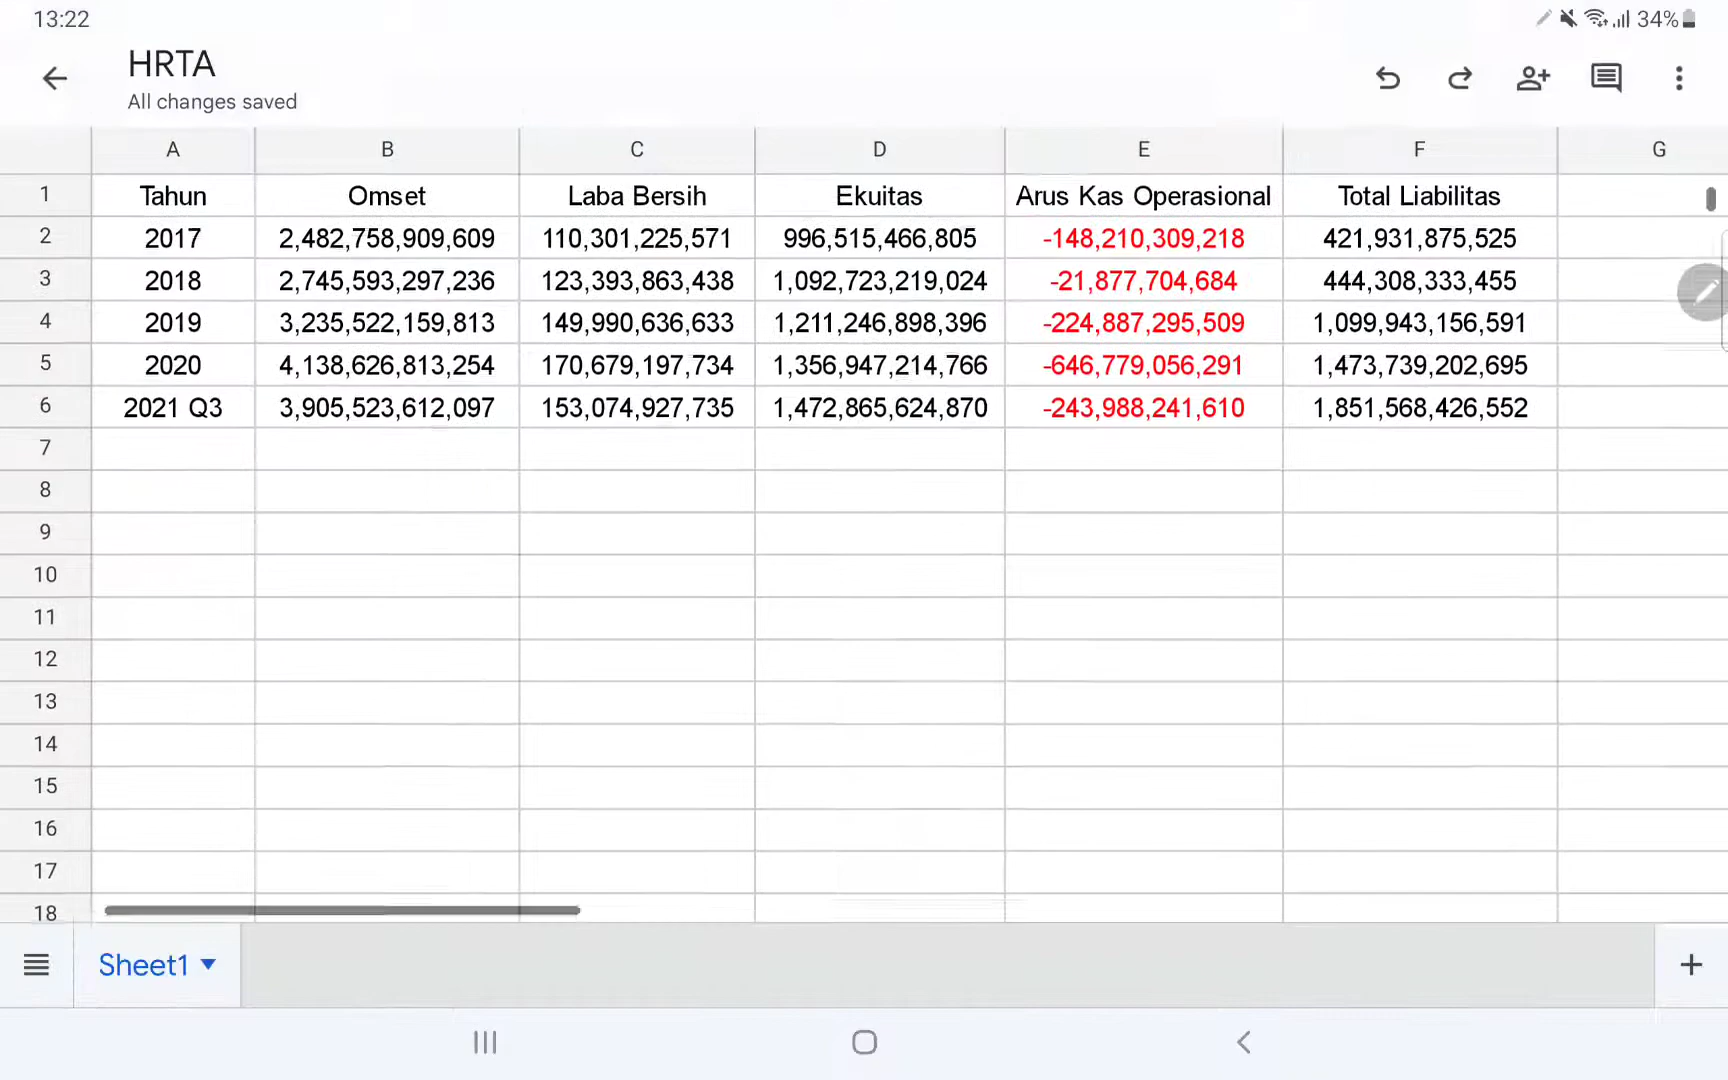 13:22
34%
HRTA
All changes saved
A B C D E F G
1 Tahun Omset Laba Bersih Ekuitas Arus Kas Operasional Total Liabilitas
2 2017 2,482,758,909,609 110,301,225,571 996,515,466,805 -148,210,309,218 421,931,875,525
3 2018 2,745,593,297,236 123,393,863,438 1,092,723,219,024 -21,877,704,684 444,308,333,455
4 2019 3,235,522,159,813 149,990,636,633 1,211,246,898,396 -224,887,295,509 1,099,943,156,591
5 2020 4,138,626,813,254 170,679,197,734 1,356,947,214,766 -646,779,056,291 1,473,739,202,695
6 2021 Q3 3,905,523,612,097 153,074,927,735 1,472,865,624,870 -243,988,241,610 1,851,568,426,552
7
8
9
10
11
12
13
14
15
16
17
18
Sheet1